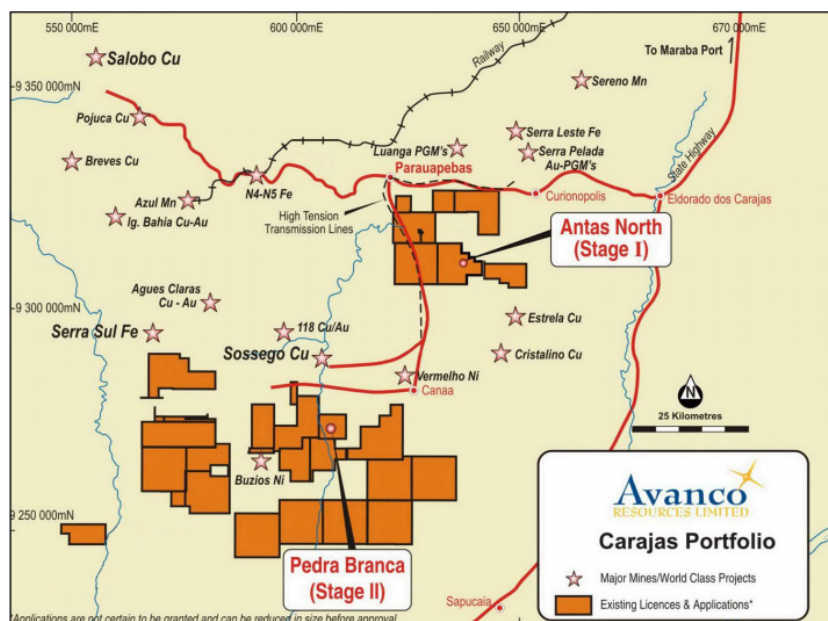 550 000mE
600 000mE
650 000mE
670 000mE
To Maraba Port
Salobo Cu
Railway
Sereno Mn
9 350 000mN
Pojuca Cu
Serra Leste Fe
Luanga PGM's
Serra Pelada
Au-PGM's
State Highway
Breves Cu
Parauapebas
N4-N5 Fe
Azul Mn
Curionopolis
Eldorado dos Carajas
Ig. Bahia Cu-Au
High Tension
Transmission Lines
Antas North
(Stage I)
Agues Claras
Cu - Au
9 300 000mN
Estrela Cu
Serra Sul Fe
118 Cu/Au
Sossego Cu
Cristalino Cu
Vermelho Ni
Canaa
N
25 Kilometres
Buzios Ni
9 250 000mN
Avanco
RESOURCES LIMITED
Carajas Portfolio
Pedra Branca
(Stage II)
Major Mines/World Class Projects
Sapucaia
Existing Licences & Applications*
*Applications are not certain to be granted and can be reduced in size before approval